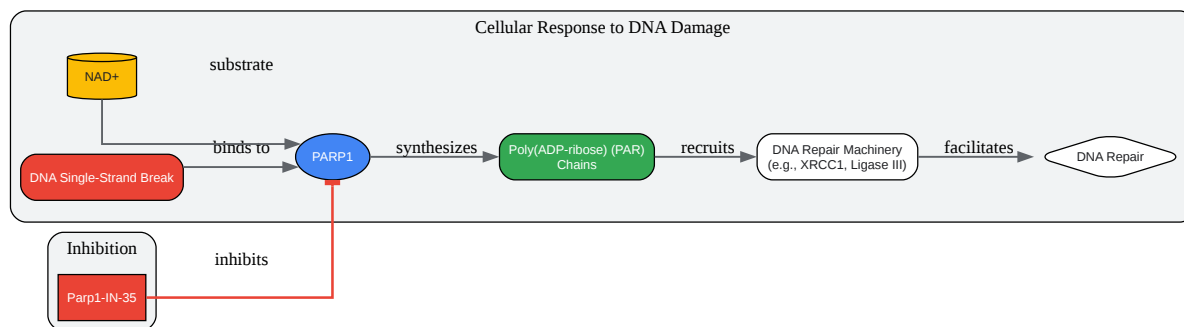 Cellular Response to DNA Damage
NAD+
substrate
DNA Single-Strand Break
binds to
PARP1
synthesizes
Poly(ADP-ribose) (PAR)
Chains
recruits
DNA Repair Machinery
(e.g., XRCC1, Ligase III)
facilitates
DNA Repair
Inhibition
Parp1-IN-35
inhibits